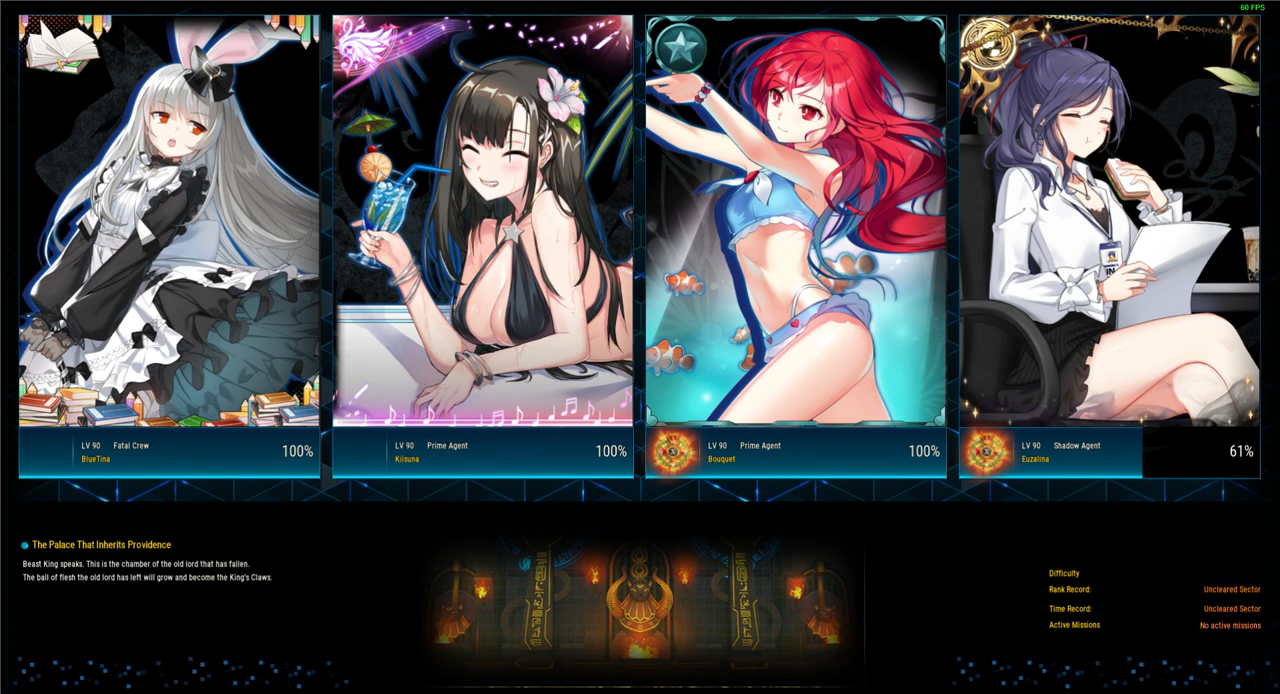 60 FPS
LV 90 Fatal Crew
BlueTina
100%
LV 90 Prime Agent
Kiisuna
100%
LV 90 Prime Agent
Bouquet
100%
LV 90 Shadow Agent
Euzalina
61%
The Palace That Inherits Providence
Beast King speaks. This is the chamber of the old lord that has fallen.
The ball of flesh the old lord has left will grow and become the King's Claws.
Difficulty
Rank Record: Uncleared Sector
Time Record: Uncleared Sector
Active Missions No active missions